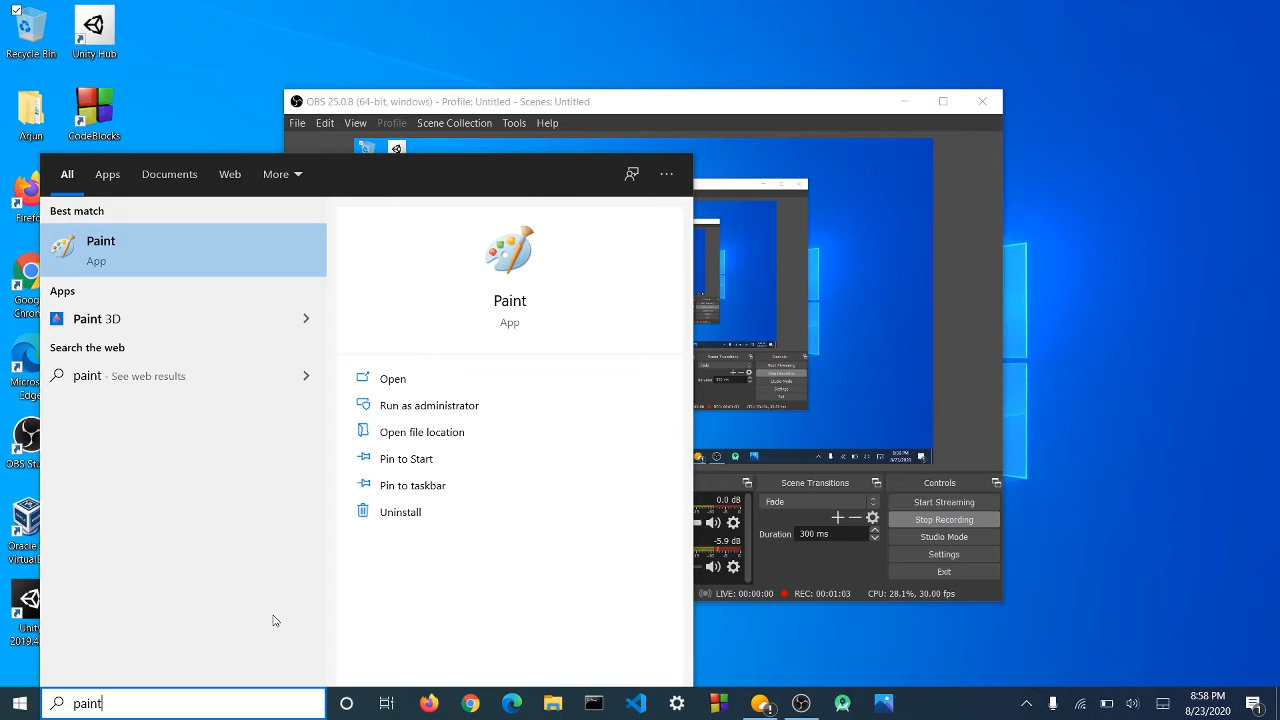 Recycle Bin
Unity Hub
Arjun
CodeBlocks
Oracle
Unity
2019.4
OBS 25.0.8 (64-bit, windows) - Profile: Untitled - Scenes: Untitled
File Edit View Profile Scene Collection Tools Help
All Apps Documents Web More
Best match
Paint
App
Apps
Paint 3D
Search the web
paint - See web results
Paint
App
Open
Run as administrator
Open file location
Pin to Start
Pin to taskbar
Uninstall
0.0 dB
-5.9 dB
Scene Transitions
Fade
Duration 300 ms
Controls
Start Streaming
Stop Recording
Studio Mode
Settings
Exit
LIVE: 00:00:00 REC: 00:01:03 CPU: 28.1%, 30.00 fps
paint
8:58 PM
8/23/2020